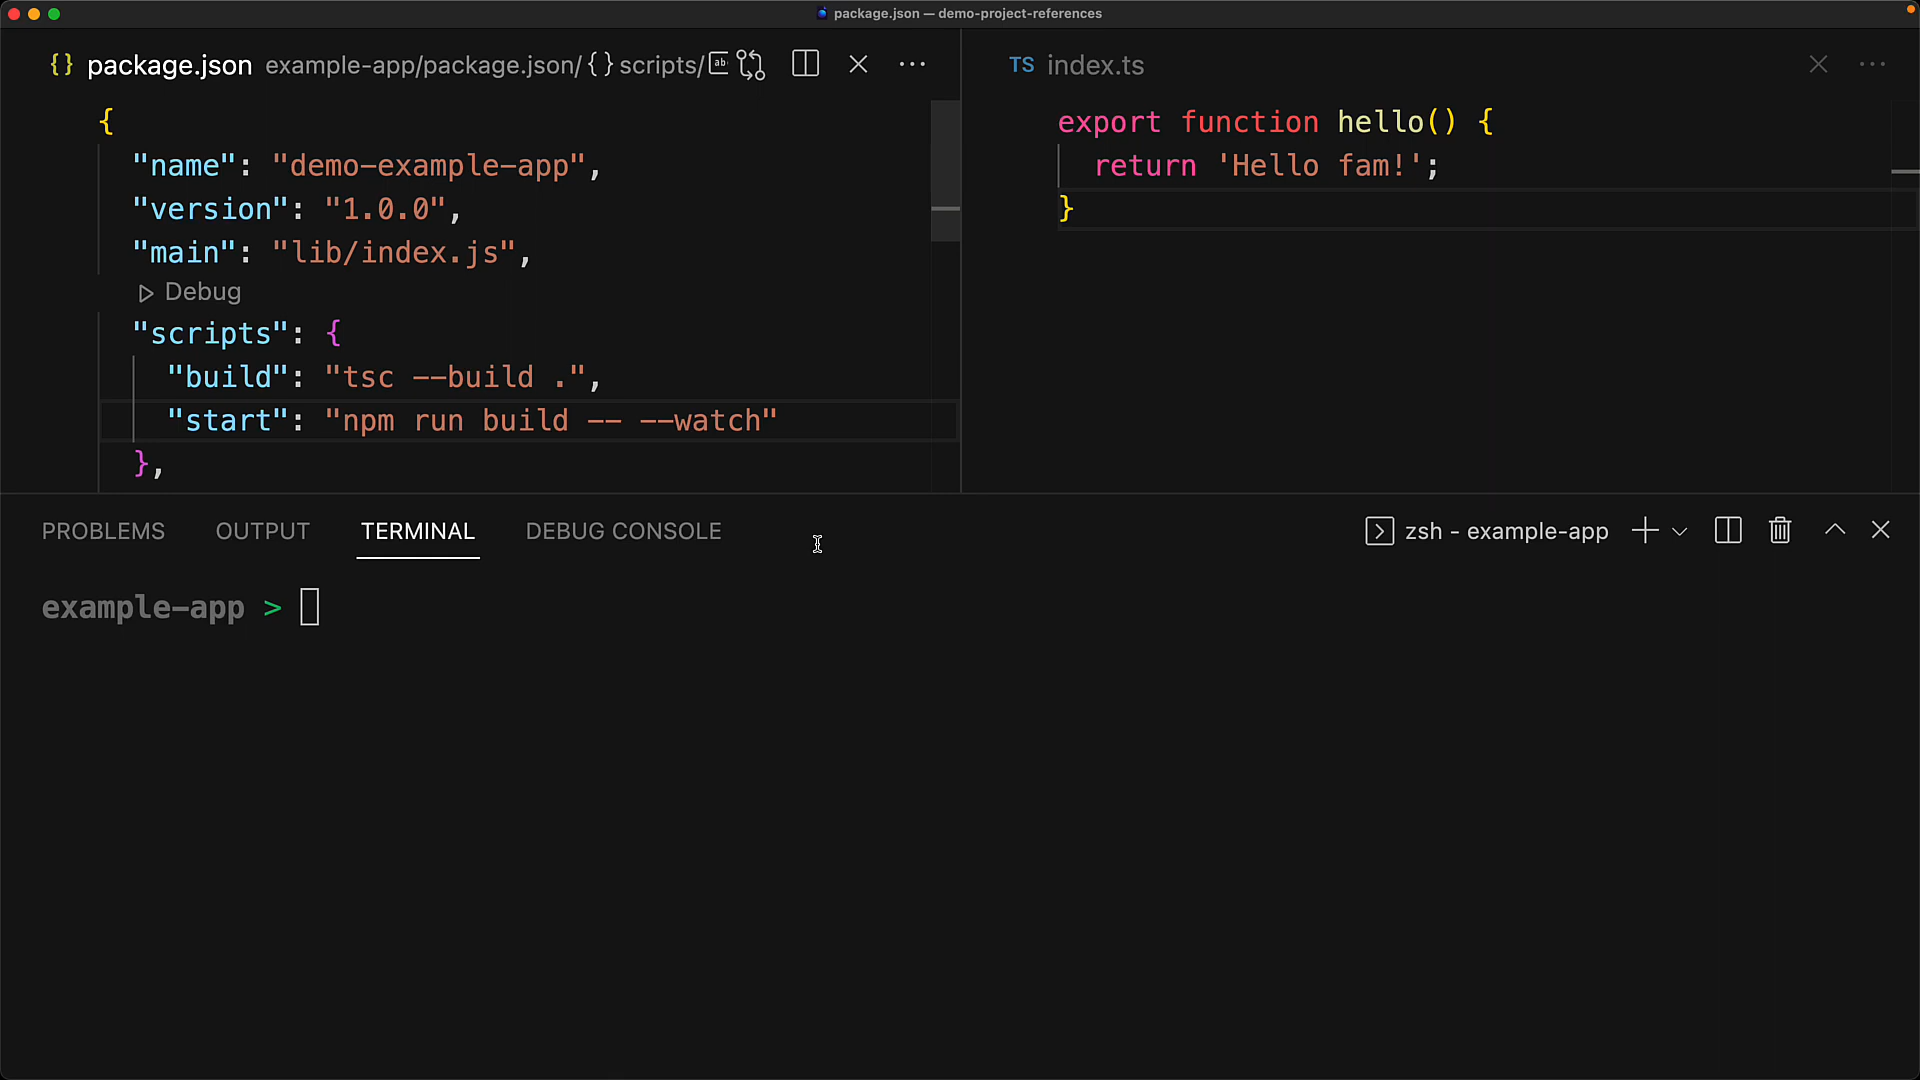 package.json — demo-project-references
{} package.json example-app/package.json/ {} scripts/ ab
{
"name": "demo-example-app",
"version": "1.0.0",
"main": "lib/index.js",
Debug
"scripts": {
"build": "tsc --build .",
"start": "npm run build -- --watch"
},
TS index.ts
export function hello() {
return 'Hello fam!';
}
PROBLEMS OUTPUT TERMINAL DEBUG CONSOLE
zsh - example-app
example-app >